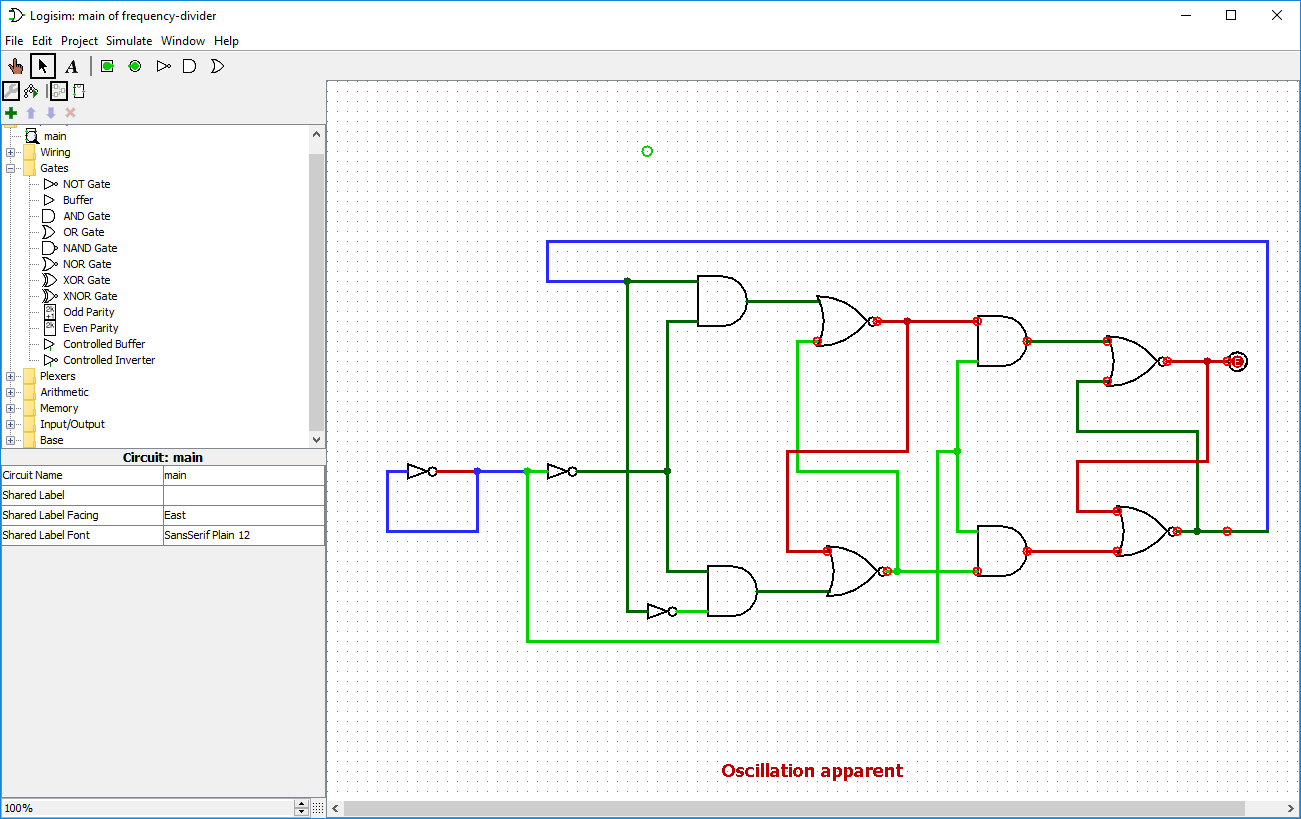 Logisim: main of frequency-divider
File Edit Project Simulate Window Help
main
Wiring
Gates
NOT Gate
Buffer
AND Gate
OR Gate
NAND Gate
NOR Gate
XOR Gate
XNOR Gate
Odd Parity
Even Parity
Controlled Buffer
Controlled Inverter
Plexers
Arithmetic
Memory
Input/Output
Base
Circuit: main
Circuit Name main
Shared Label
Shared Label Facing East
Shared Label Font SansSerif Plain 12
100%
Oscillation apparent